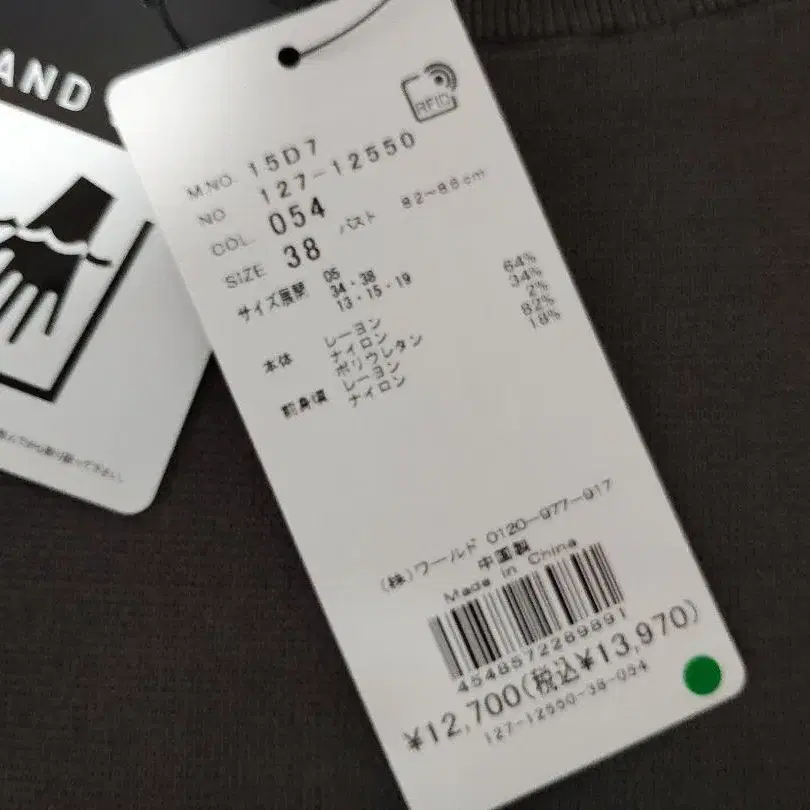 AND
RFID
M.NO. 15D7
NO 127-12550
COL. 054
SIZE 38 バスト 82~88cm
サイズ展開 05
34・38
13・15・19
本体 レーヨン 64%
ナイロン 34%
ポリウレタン 2%
前身頃 レーヨン 82%
ナイロン 18%
(株)ワールド 0120-977-917
中国製
Made in China
4548572269891
¥12,700(税込¥13,970)
127-12550-38-054